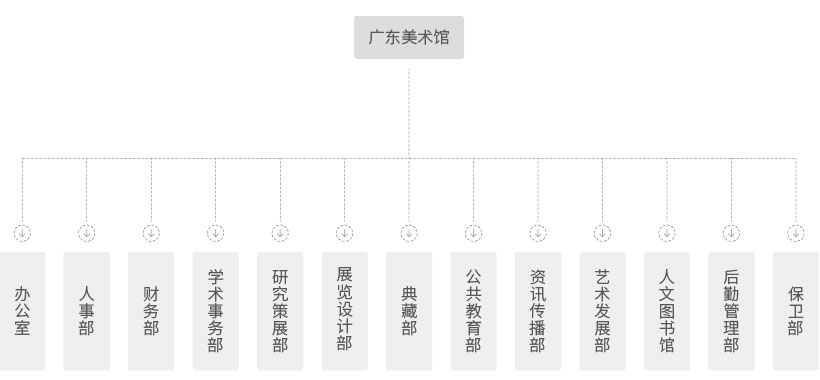 广东美术馆
办公室
人事部
财务部
学术事务部
研究策展部
展览设计部
典藏部
公共教育部
资讯传播部
艺术发展部
人文图书馆
后勤管理部
保卫部